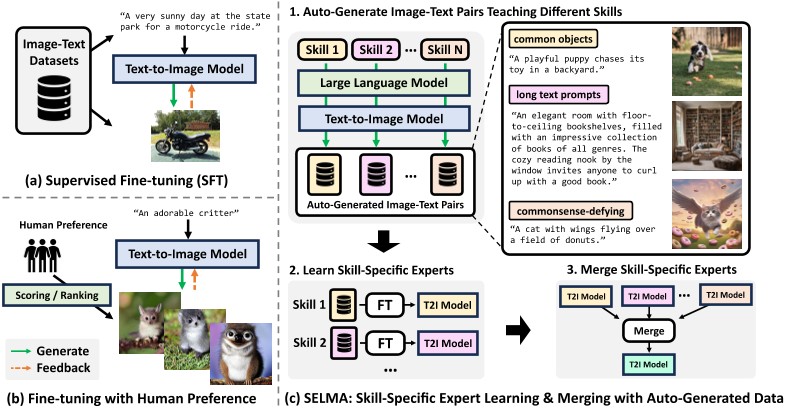 “A very sunny day at the state
park for a motorcycle ride.”
Image-Text
Datasets
Text-to-Image Model
(a) Supervised Fine-tuning (SFT)
“An adorable critter”
Human Preference
Text-to-Image Model
Scoring / Ranking
Generate
Feedback
(b) Fine-tuning with Human Preference
1. Auto-Generate Image-Text Pairs Teaching Different Skills
Skill 1
Skill 2
...
Skill N
Large Language Model
Text-to-Image Model
...
Auto-Generated Image-Text Pairs
common objects
“A playful puppy chases its
toy in a backyard.”
long text prompts
“An elegant room with floor-
to-ceiling bookshelves, filled
with an impressive collection
of books of all genres. The
cozy reading nook by the
window invites anyone to curl
up with a good book.”
commonsense-defying
“A cat with wings flying over
a field of donuts.”
2. Learn Skill-Specific Experts
Skill 1
FT
T2I Model
Skill 2
FT
T2I Model
...
3. Merge Skill-Specific Experts
T2I Model
T2I Model
...
T2I Model
Merge
T2I Model
(c) SELMA: Skill-Specific Expert Learning & Merging with Auto-Generated Data